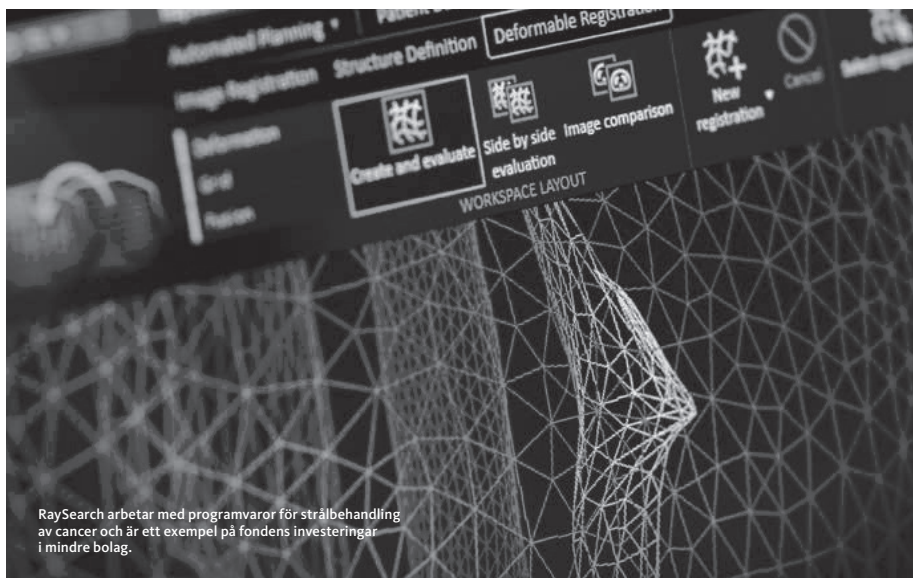 Automated Planning
Structure Definition
Deformable Registration
Image Registration
Deformation
Grid
Fusion
Create and evaluate
Side by side
evaluation
Image comparison
New
registration
Cancel
WORKSPACE LAYOUT
RaySearch arbetar med programvaror för strålbehandling
av cancer och är ett exempel på fondens investeringar
i mindre bolag.